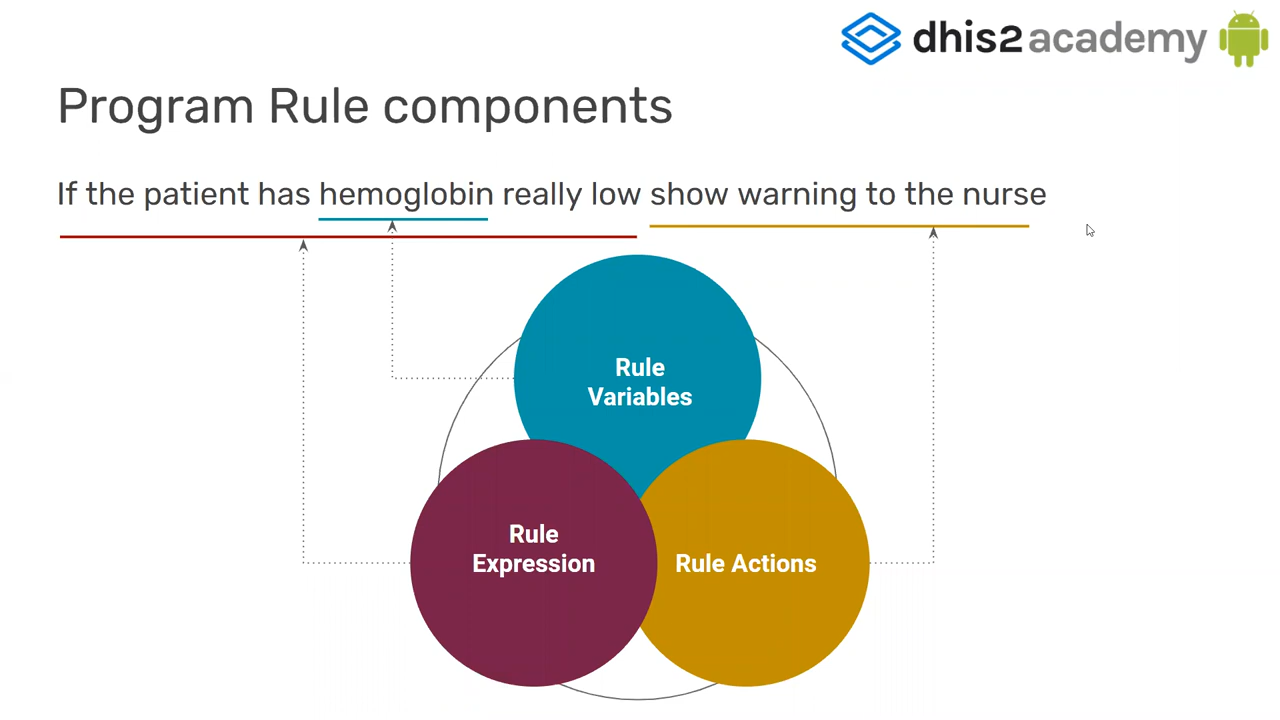 dhis2 academy
Program Rule components
If the patient has hemoglobin really low show warning to the nurse
Rule
Variables
Rule
Expression
Rule Actions